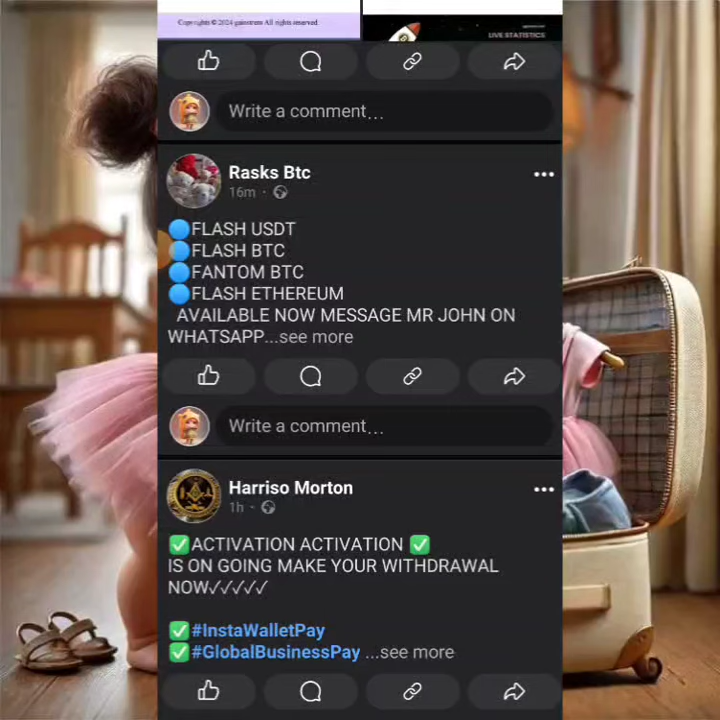 Copy rights © 2024 gainstrem All rights reserved
LIVE STATISTICS
Write a comment...
Rasks Btc
16m ·
🔵FLASH USDT
🔵FLASH BTC
🔵FANTOM BTC
🔵FLASH ETHEREUM
AVAILABLE NOW MESSAGE MR JOHN ON
WHATSAPP...see more
Write a comment...
Harriso Morton
1h ·
✅ACTIVATION ACTIVATION ✅
IS ON GOING MAKE YOUR WITHDRAWAL
NOW✓✓✓✓✓
✅#InstaWalletPay
✅#GlobalBusinessPay ...see more